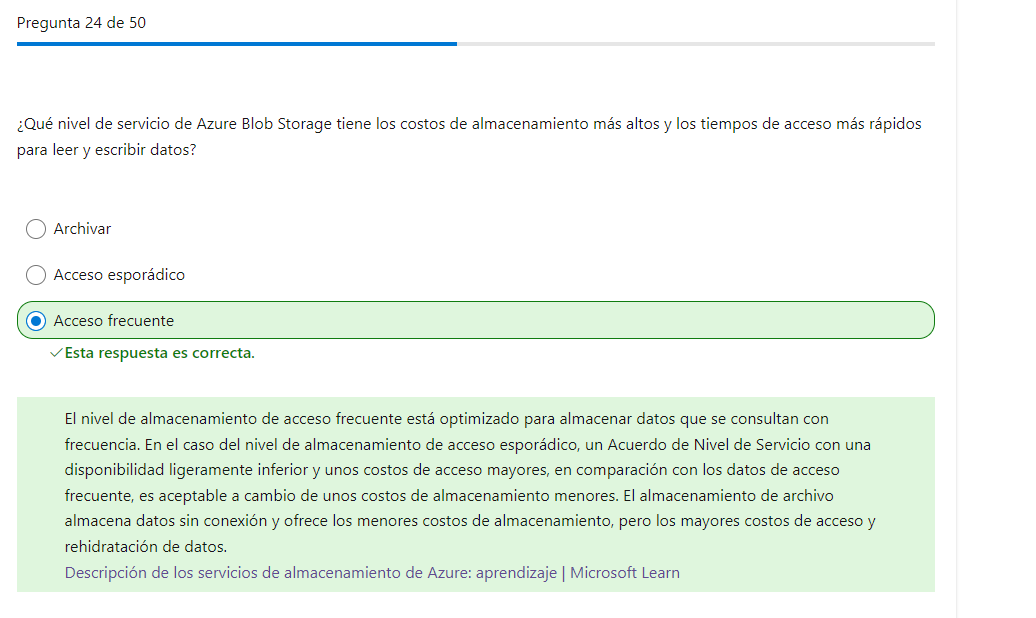 Pregunta 24 de 50
¿Qué nivel de servicio de Azure Blob Storage tiene los costos de almacenamiento más altos y los tiempos de acceso más rápidos
para leer y escribir datos?
Archivar
Acceso esporádico
Acceso frecuente
Esta respuesta es correcta.
El nivel de almacenamiento de acceso frecuente está optimizado para almacenar datos que se consultan con
frecuencia. En el caso del nivel de almacenamiento de acceso esporádico, un Acuerdo de Nivel de Servicio con una
disponibilidad ligeramente inferior y unos costos de acceso mayores, en comparación con los datos de acceso
frecuente, es aceptable a cambio de unos costos de almacenamiento menores. El almacenamiento de archivo
almacena datos sin conexión y ofrece los menores costos de almacenamiento, pero los mayores costos de acceso y
rehidratación de datos.
Descripción de los servicios de almacenamiento de Azure: aprendizaje | Microsoft Learn